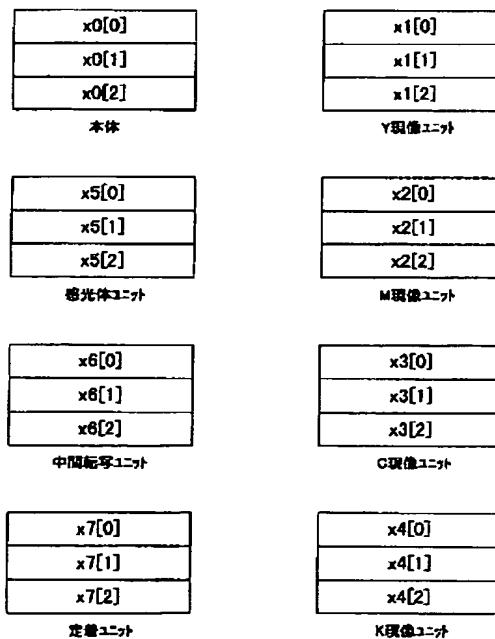 x0[0]
x0[1]
x0[2]
本体
x1[0]
x1[1]
x1[2]
Y現像ユニット
x5[0]
x5[1]
x5[2]
感光体ユニット
x2[0]
x2[1]
x2[2]
M現像ユニット
x6[0]
x6[1]
x6[2]
中間転写ユニット
x3[0]
x3[1]
x3[2]
C現像ユニット
x7[0]
x7[1]
x7[2]
定着ユニット
x4[0]
x4[1]
x4[2]
K現像ユニット